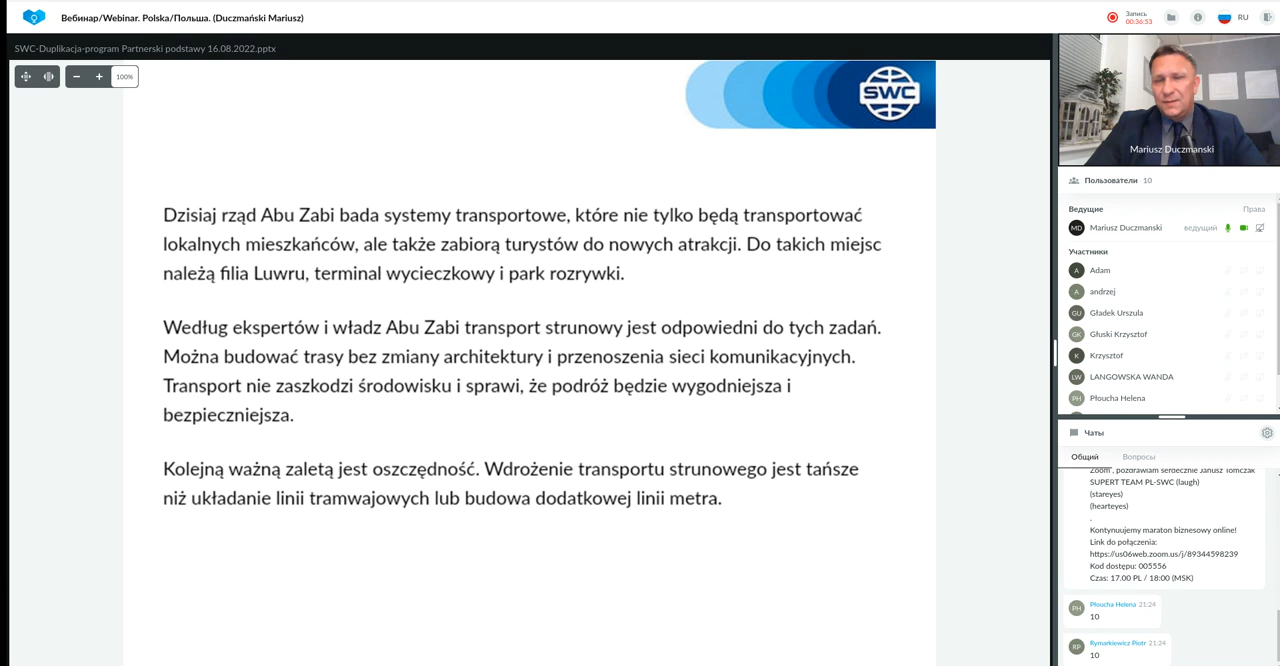 Вебинар/Webinar. Polska/Польша. (Duczmański Mariusz)
Запись
00:36:53
RU
SWC-Duplikacja-program Partnerski podstawy 16.08.2022.pptx
100%
SWC
Dzisiaj rząd Abu Zabi bada systemy transportowe, które nie tylko będą transportować
lokalnych mieszkańców, ale także zabiorą turystów do nowych atrakcji. Do takich miejsc
należą filia Luwru, terminal wycieczkowy i park rozrywki.
Według ekspertów i władz Abu Zabi transport strunowy jest odpowiedni do tych zadań.
Można budować trasy bez zmiany architektury i przenoszenia sieci komunikacyjnych.
Transport nie zaszkodzi środowisku i sprawi, że podróż będzie wygodniejsza i
bezpieczniejsza.
Kolejną ważną zaletą jest oszczędność. Wdrożenie transportu strunowego jest tańsze
niż układanie linii tramwajowych lub budowa dodatkowej linii metra.
Mariusz Duczmanski
Пользователи 10
Ведущие Права
MD Mariusz Duczmanski ведущий
Участники
A Adam
A andrzej
GU Gładek Urszula
GK Głuski Krzysztof
K Krzysztof
LW LANGOWSKA WANDA
PH Płoucha Helena
Чаты
Общий Вопросы
Zoom , pozdrawiam serdecznie Janusz Tomczak
SUPERT TEAM PL-SWC (laugh)
(stareyes)
(hearteyes)
.
Kontynuujemy maraton biznesowy online!
Link do połączenia:
https://us06web.zoom.us/j/89344598239
Kod dostępu: 005556
Czas: 17.00 PL / 18:00 (MSK)
PH Płoucha Helena 21:24
10
RP Rymarkiewicz Piotr 21:24
10